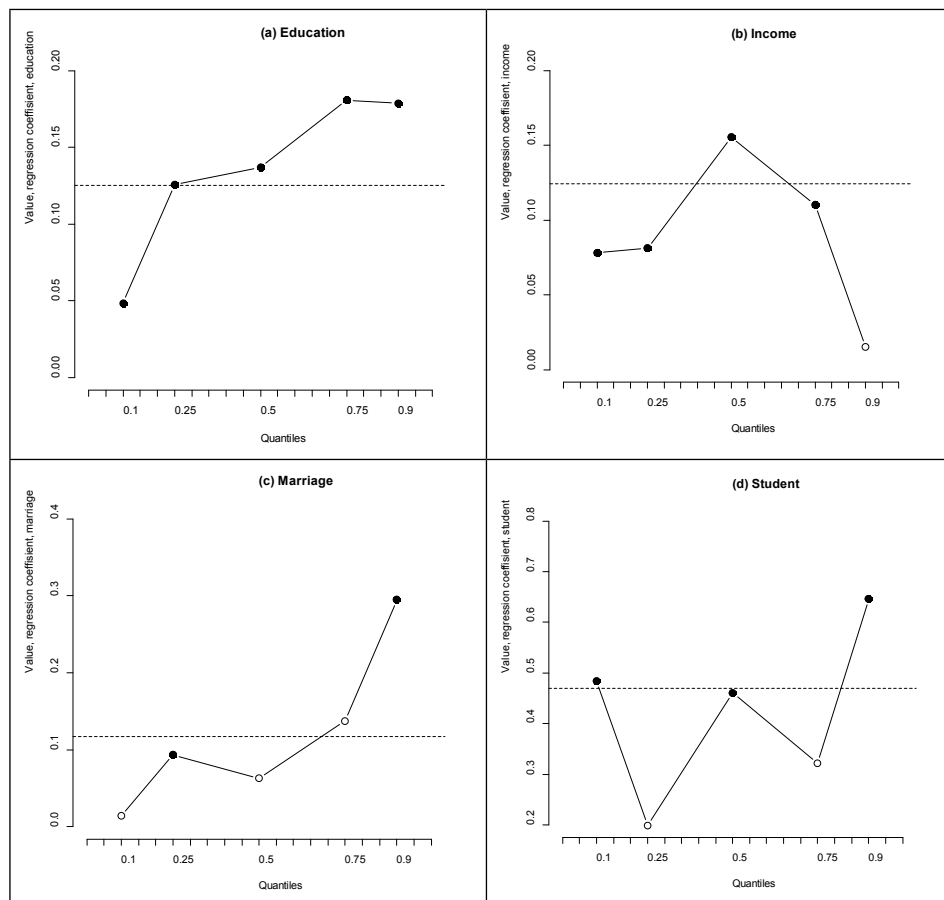 (a) Education
Value, regression coeffisient, education
0.20
0.15
0.10
0.05
0.00
0.1 0.25 0.5 0.75 0.9
Quantiles
(b) Income
Value, regression coeffisient, income
0.20
0.15
0.10
0.05
0.00
0.1 0.25 0.5 0.75 0.9
Quantiles
(c) Marriage
Value, regression coeffisient, marriage
0.4
0.3
0.2
0.1
0.0
0.1 0.25 0.5 0.75 0.9
Quantiles
(d) Student
Value, regression coeffisient, student
0.8
0.7
0.6
0.5
0.4
0.3
0.2
0.1 0.25 0.5 0.75 0.9
Quantiles